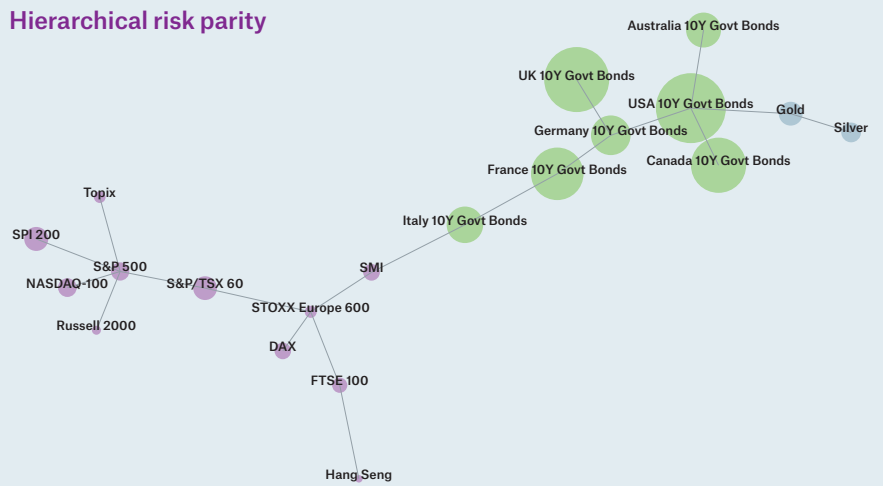 Hierarchical risk parity
Australia 10Y Govt Bonds
UK 10Y Govt Bonds
USA 10Y Govt Bonds
Gold
Silver
Germany 10Y Govt Bonds
Canada 10Y Govt Bonds
France 10Y Govt Bonds
Topix
Italy 10Y Govt Bonds
SPI 200
S&P 500
SMI
NASDAQ-100
S&P/TSX 60
STOXX Europe 600
Russell 2000
DAX
FTSE 100
Hang Seng